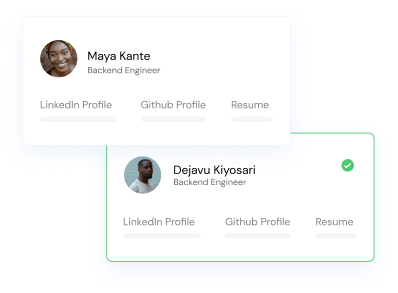 Maya Kante
Backend Engineer
LinkedIn Profile Github Profile Resume
Dejavu Kiyosari
Backend Engineer
LinkedIn Profile Github Profile Resume